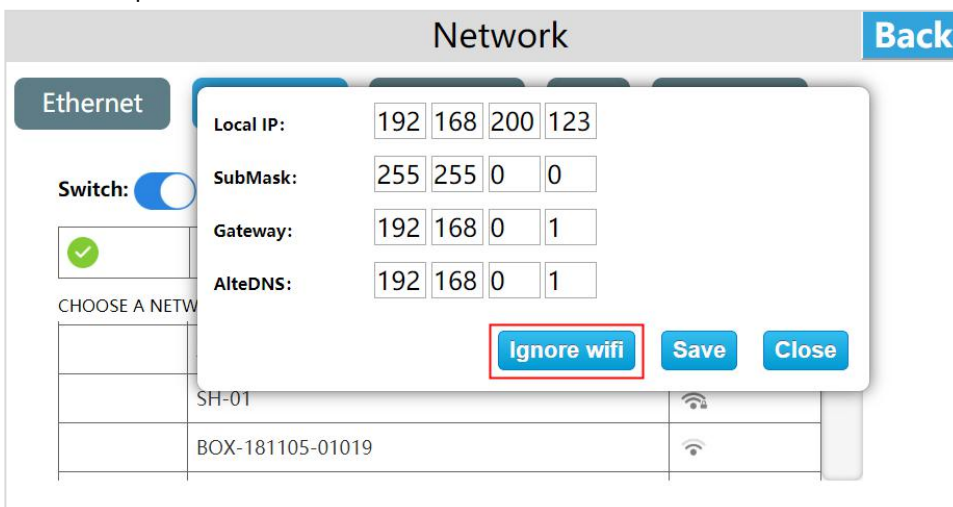 Network
Back
Ethernet
Local IP: 192 168 200 123
Switch:
SubMask: 255 255 0 0
Gateway: 192 168 0 1
AlteDNS: 192 168 0 1
CHOOSE A NETW
Ignore wifi Save Close
SH-01
BOX-181105-01019